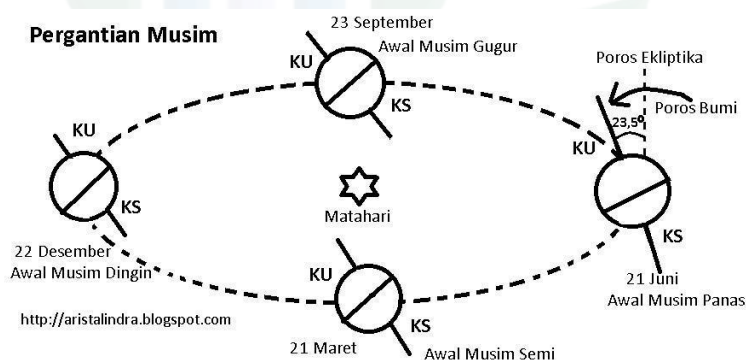 Pergantian Musim
23 September
Awal Musim Gugur
KU
KS
Poros Ekliptika
Poros Bumi
23,5⁰
KU
KS
21 Juni
Awal Musim Panas
KU
KS
22 Desember
Awal Musim Dingin
Matahari
KU
KS
21 Maret
Awal Musim Semi
http://aristalindra.blogspot.com